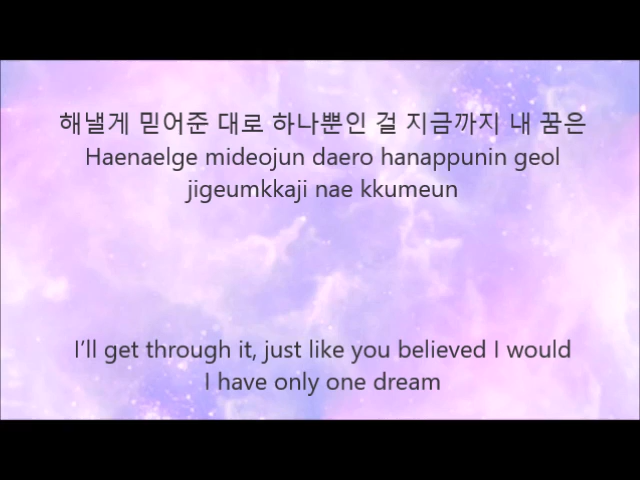 해낼게 믿어준 대로 하나뿐인 걸 지금까지 내 꿈은
Haenaelge mideojun daero hanappunin geol
jigeumkkaji nae kkumeun
I’ll get through it, just like you believed I would
I have only one dream